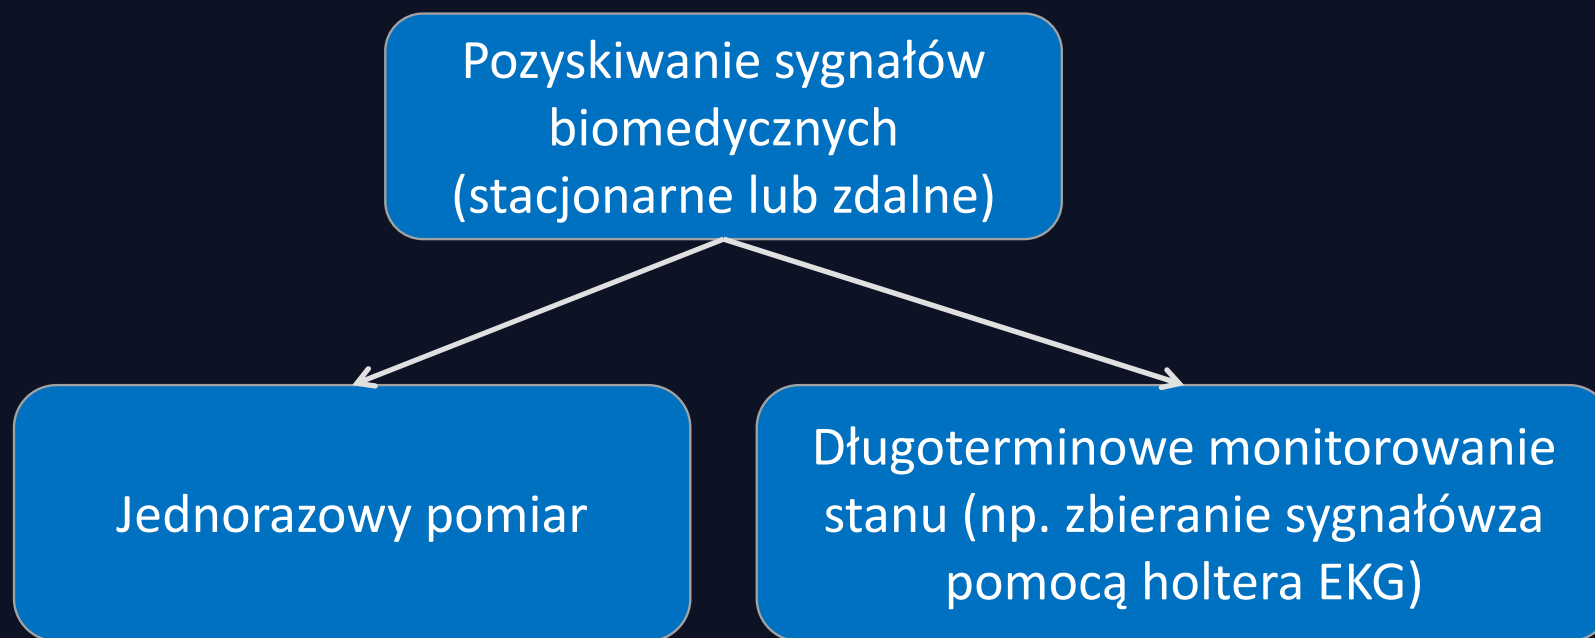 Pozyskiwanie sygnałów
biomedycznych
(stacjonarne lub zdalne)
Jednorazowy pomiar
Długoterminowe monitorowanie
stanu (np. zbieranie sygnałówza
pomocą holtera EKG)